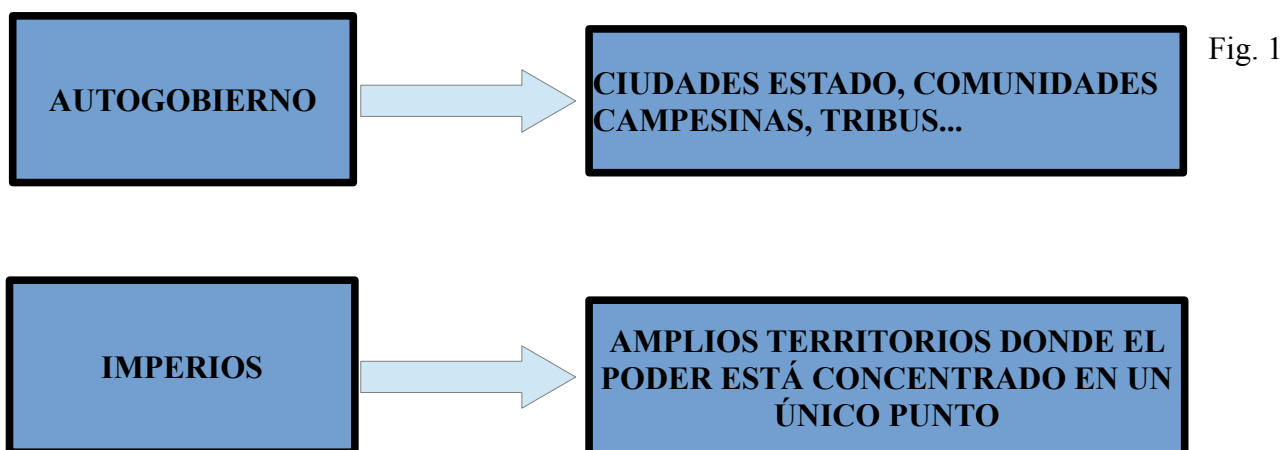 Fig. 1
AUTOGOBIERNO
CIUDADES ESTADO, COMUNIDADES
CAMPESINAS, TRIBUS...
IMPERIOS
AMPLIOS TERRITORIOS DONDE EL
PODER ESTÁ CONCENTRADO EN UN
ÚNICO PUNTO